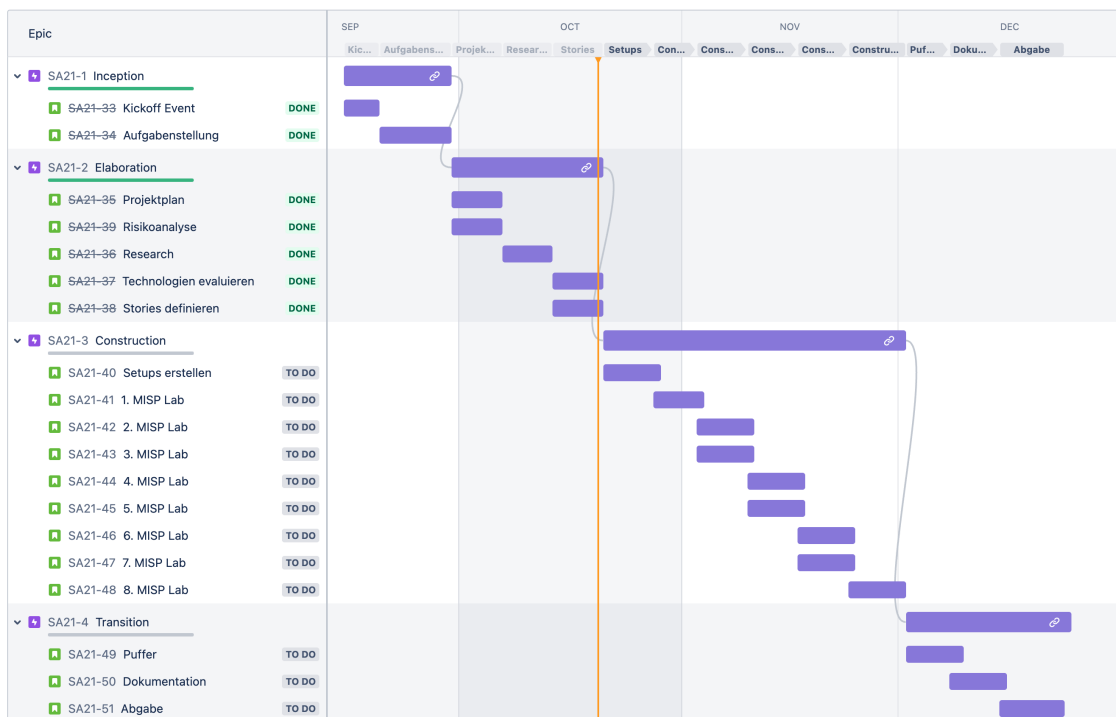 Epic
SEP OCT NOV DEC
Kic... Aufgabens... Projek... Resear... Stories Setups Con... Cons... Cons... Cons... Constru... Puf... Doku... Abgabe
SA21-1 Inception
SA21-33 Kickoff Event DONE
SA21-34 Aufgabenstellung DONE
SA21-2 Elaboration
SA21-35 Projektplan DONE
SA21-39 Risikoanalyse DONE
SA21-36 Research DONE
SA21-37 Technologien evaluieren DONE
SA21-38 Stories definieren DONE
SA21-3 Construction
SA21-40 Setups erstellen TO DO
SA21-41 1. MISP Lab TO DO
SA21-42 2. MISP Lab TO DO
SA21-43 3. MISP Lab TO DO
SA21-44 4. MISP Lab TO DO
SA21-45 5. MISP Lab TO DO
SA21-46 6. MISP Lab TO DO
SA21-47 7. MISP Lab TO DO
SA21-48 8. MISP Lab TO DO
SA21-4 Transition
SA21-49 Puffer TO DO
SA21-50 Dokumentation TO DO
SA21-51 Abgabe TO DO